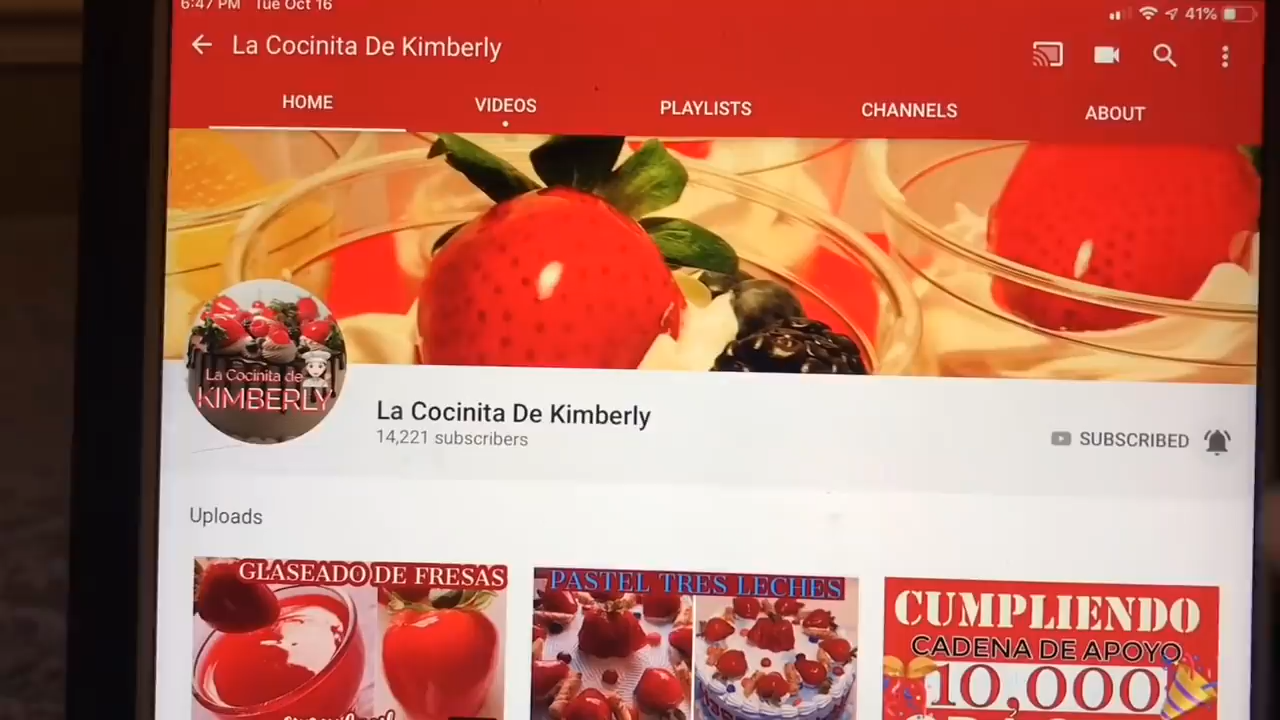 6:47 PM Tue Oct 16
41%
La Cocinita De Kimberly
HOME
VIDEOS
PLAYLISTS
CHANNELS
ABOUT
La Cocinita de
KIMBERLY
La Cocinita De Kimberly
14,221 subscribers
SUBSCRIBED
Uploads
GLASEADO DE FRESAS
PASTEL TRES LECHES
CUMPLIENDO
CADENA DE APOYO
10,000